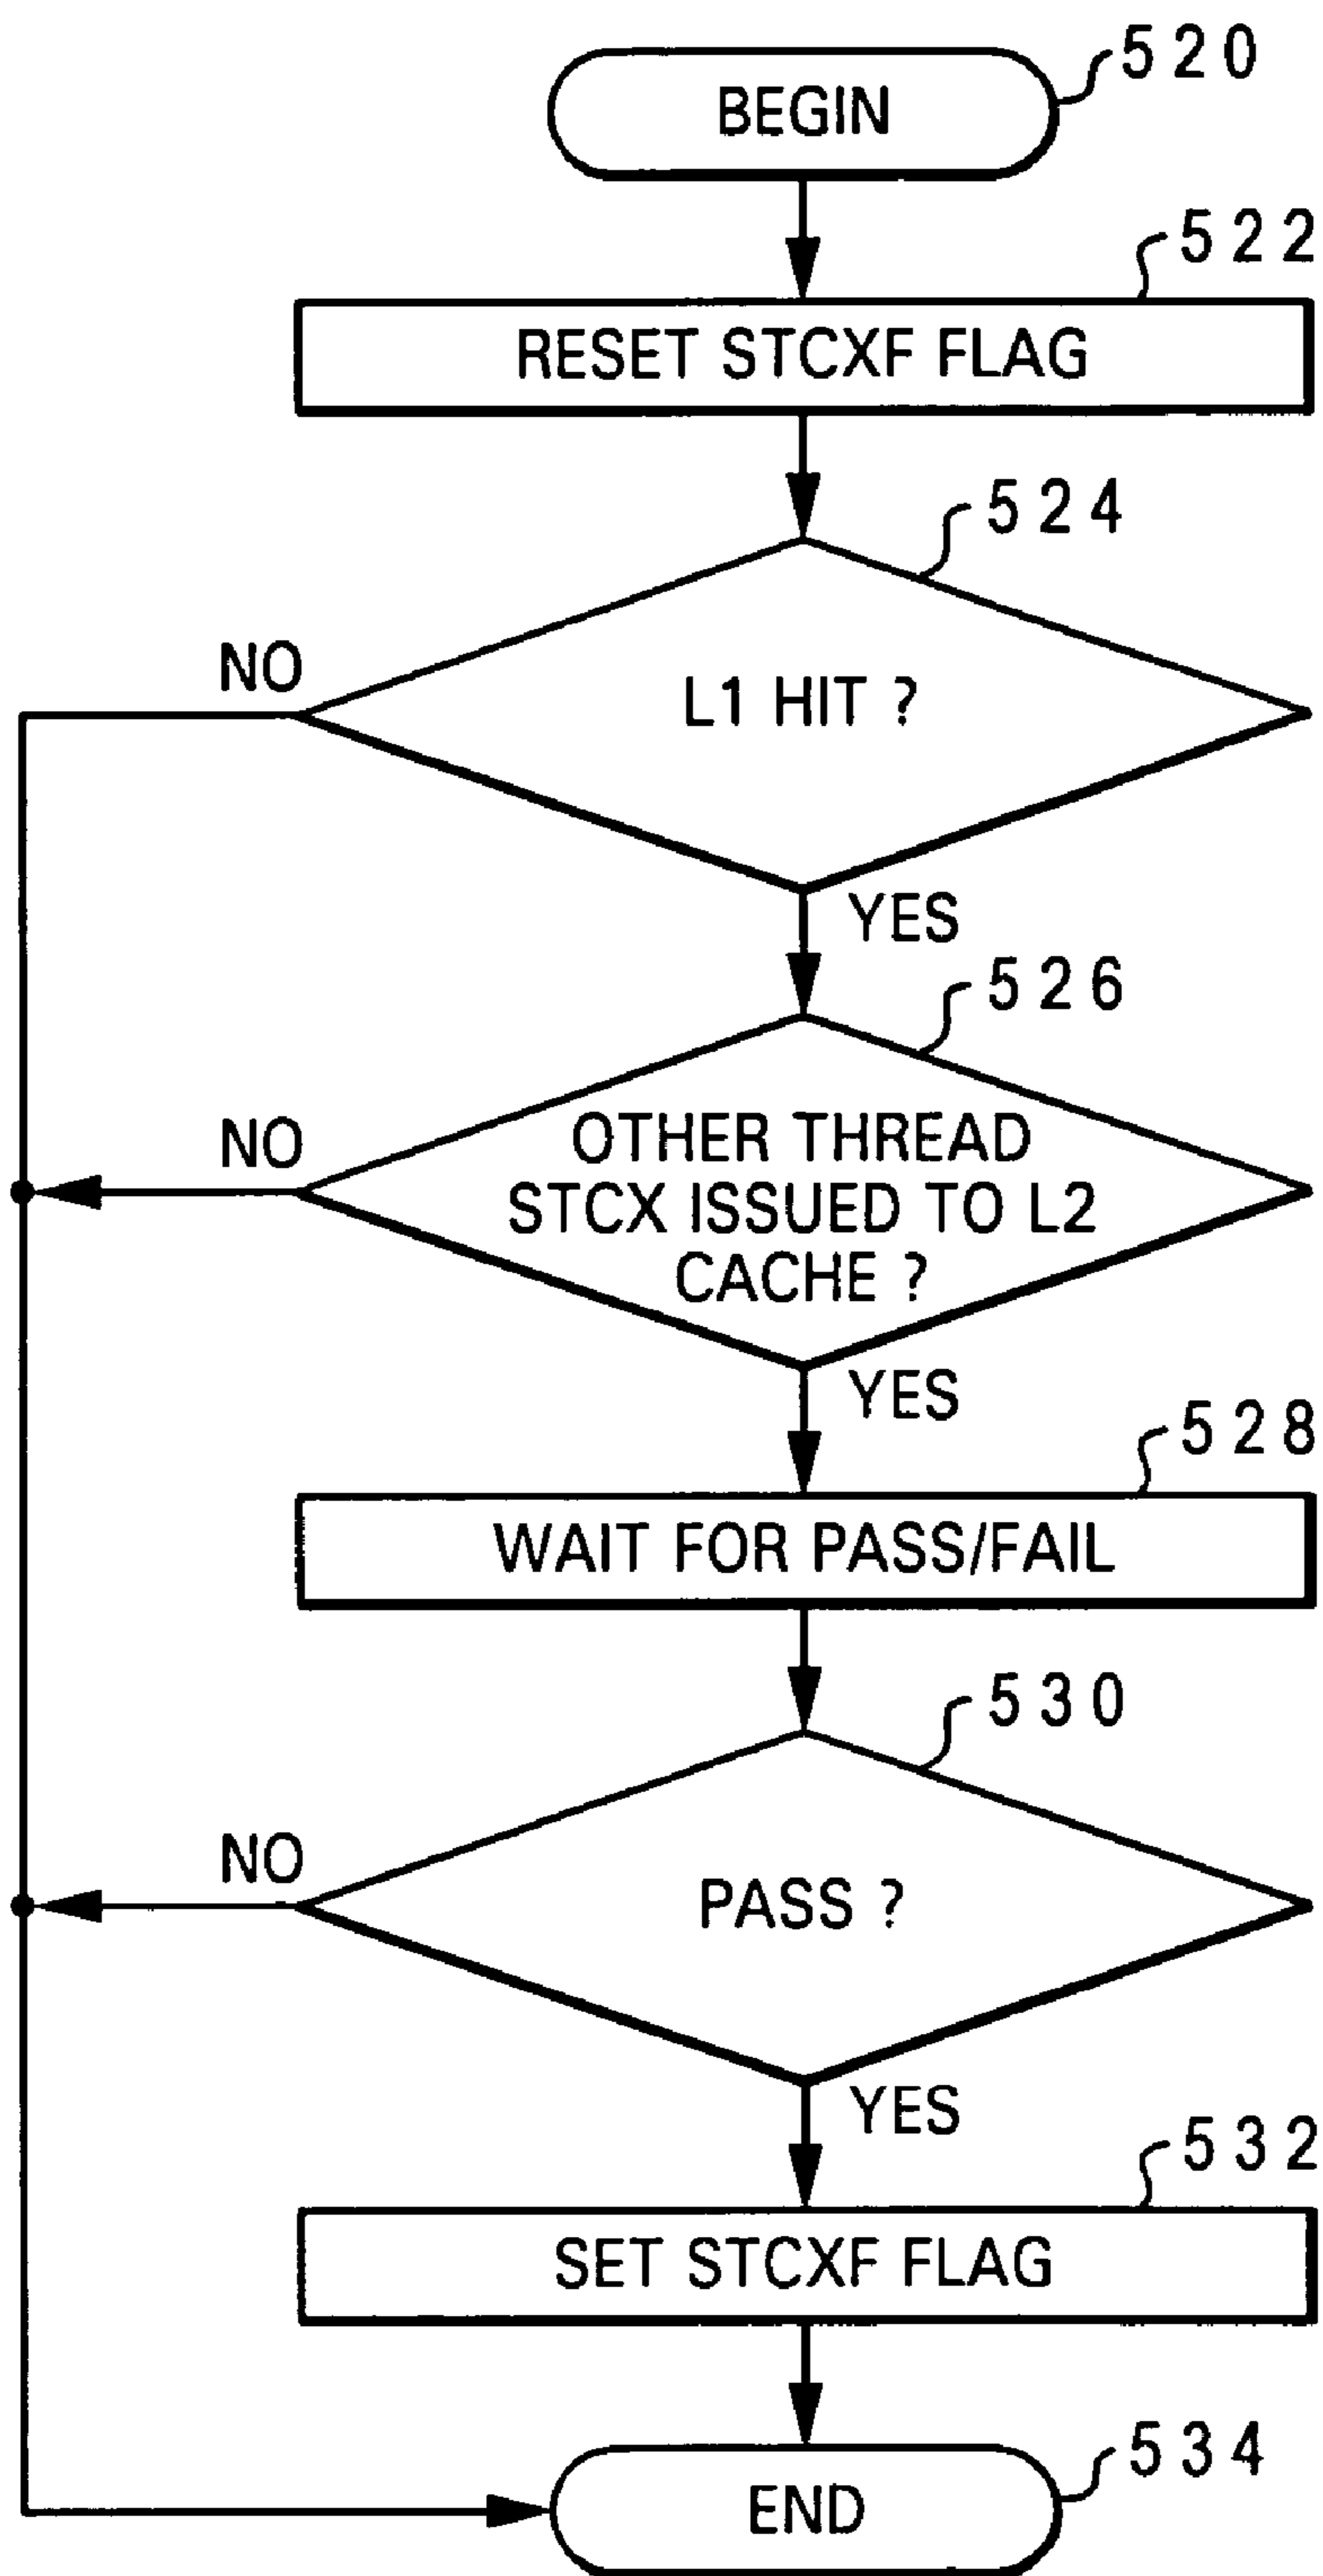 BEGIN
520
522
RESET STCXF FLAG
524
NO
L1 HIT ?
YES
526
NO
OTHER THREAD
STCX ISSUED TO L2
CACHE ?
YES
528
WAIT FOR PASS/FAIL
530
NO
PASS ?
YES
532
SET STCXF FLAG
534
END